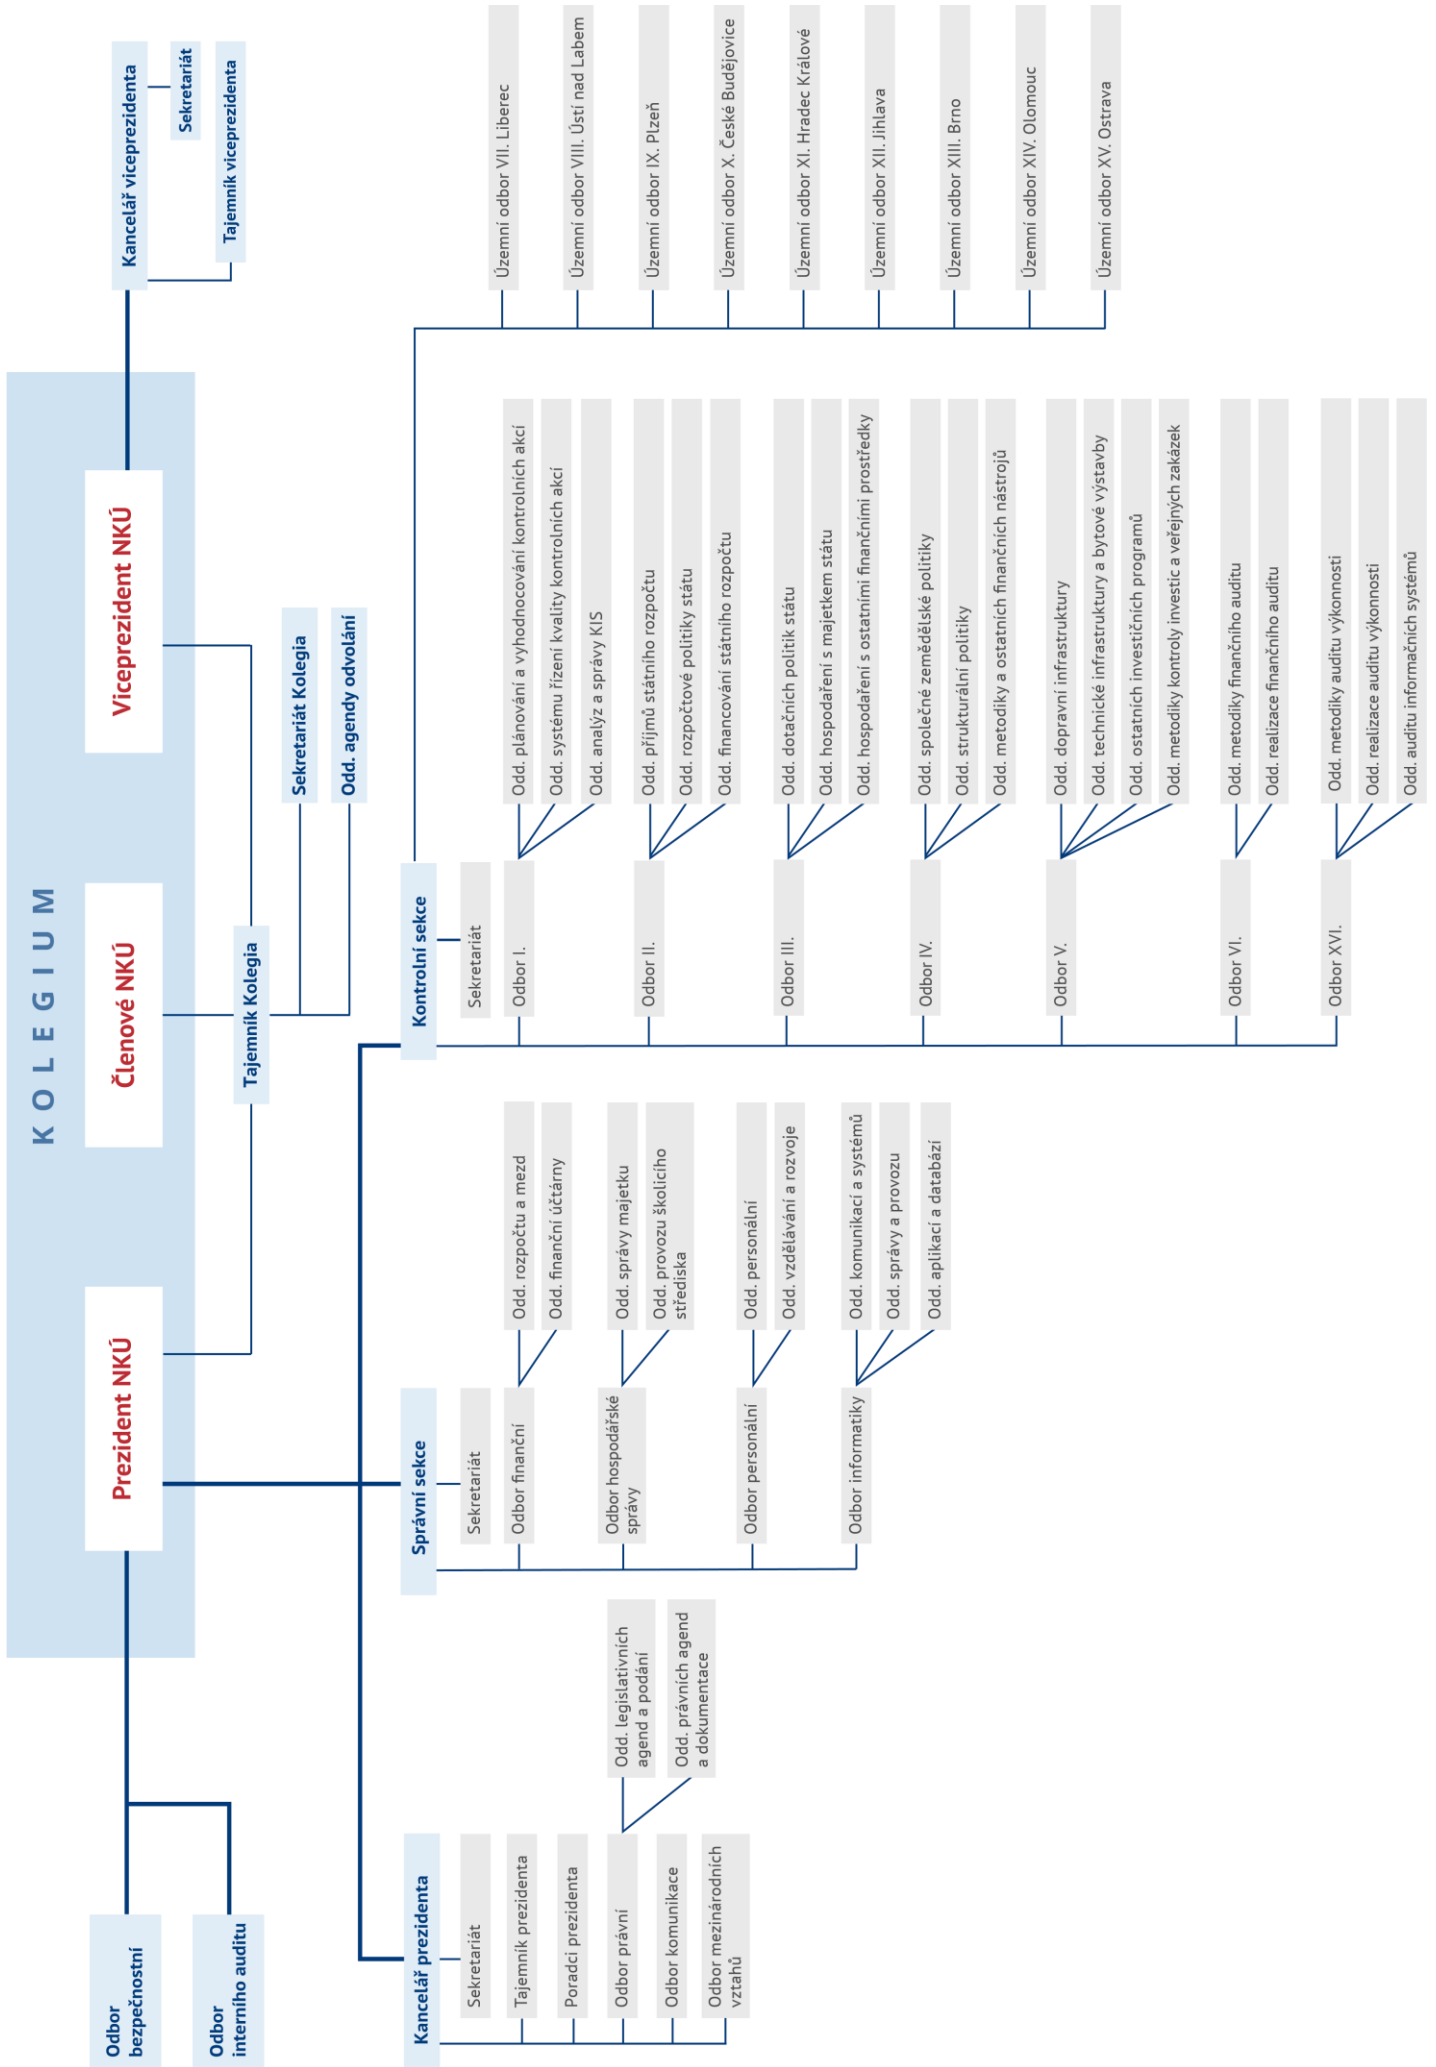 KOLEGIUM
Prezident NKÚ
Členové NKÚ
Viceprezident NKÚ
Odbor
bezpečnostní
Odbor
interního auditu
Kancelář viceprezidenta
Sekretariát
Tajemník viceprezidenta
Tajemník Kolegia
Sekretariát Kolegia
Odd. agendy odvolání
Kancelář prezidenta
Sekretariát
Tajemník prezidenta
Poradci prezidenta
Odbor právní
Odd. legislativních
agend a podání
Odd. právních agend
a dokumentace
Odbor komunikace
Odbor mezinárodních
vztahů
Správní sekce
Sekretariát
Odbor finanční
Odd. rozpočtu a mezd
Odd. finanční účtárny
Odbor hospodářské
správy
Odd. správy majetku
Odd. provozu školicího
střediska
Odbor personální
Odd. personální
Odd. vzdělávání a rozvoje
Odbor informatiky
Odd. komunikací a systémů
Odd. správy a provozu
Odd. aplikací a databází
Kontrolní sekce
Sekretariát
Odbor I.
Odd. plánování a vyhodnocování kontrolních akcí
Odd. systému řízení kvality kontrolních akcí
Odd. analýz a správy KIS
Odbor II.
Odd. příjmů státního rozpočtu
Odd. rozpočtové politiky státu
Odd. financování státního rozpočtu
Odbor III.
Odd. dotačních politik státu
Odd. hospodaření s majetkem státu
Odd. hospodaření s ostatními finančními prostředky
Odbor IV.
Odd. společné zemědělské politiky
Odd. strukturální politiky
Odd. metodiky a ostatních finančních nástrojů
Odbor V.
Odd. dopravní infrastruktury
Odd. technické infrastruktury a bytové výstavby
Odd. ostatních investičních programů
Odd. metodiky kontroly investic a veřejných zakázek
Odbor VI.
Odd. metodiky finančního auditu
Odd. realizace finančního auditu
Odbor XVI.
Odd. metodiky auditu výkonnosti
Odd. realizace auditu výkonnosti
Odd. auditu informačních systémů
Územní odbor VII. Liberec
Územní odbor VIII. Ústí nad Labem
Územní odbor IX. Plzeň
Územní odbor X. České Budějovice
Územní odbor XI. Hradec Králové
Územní odbor XII. Jihlava
Územní odbor XIII. Brno
Územní odbor XIV. Olomouc
Územní odbor XV. Ostrava